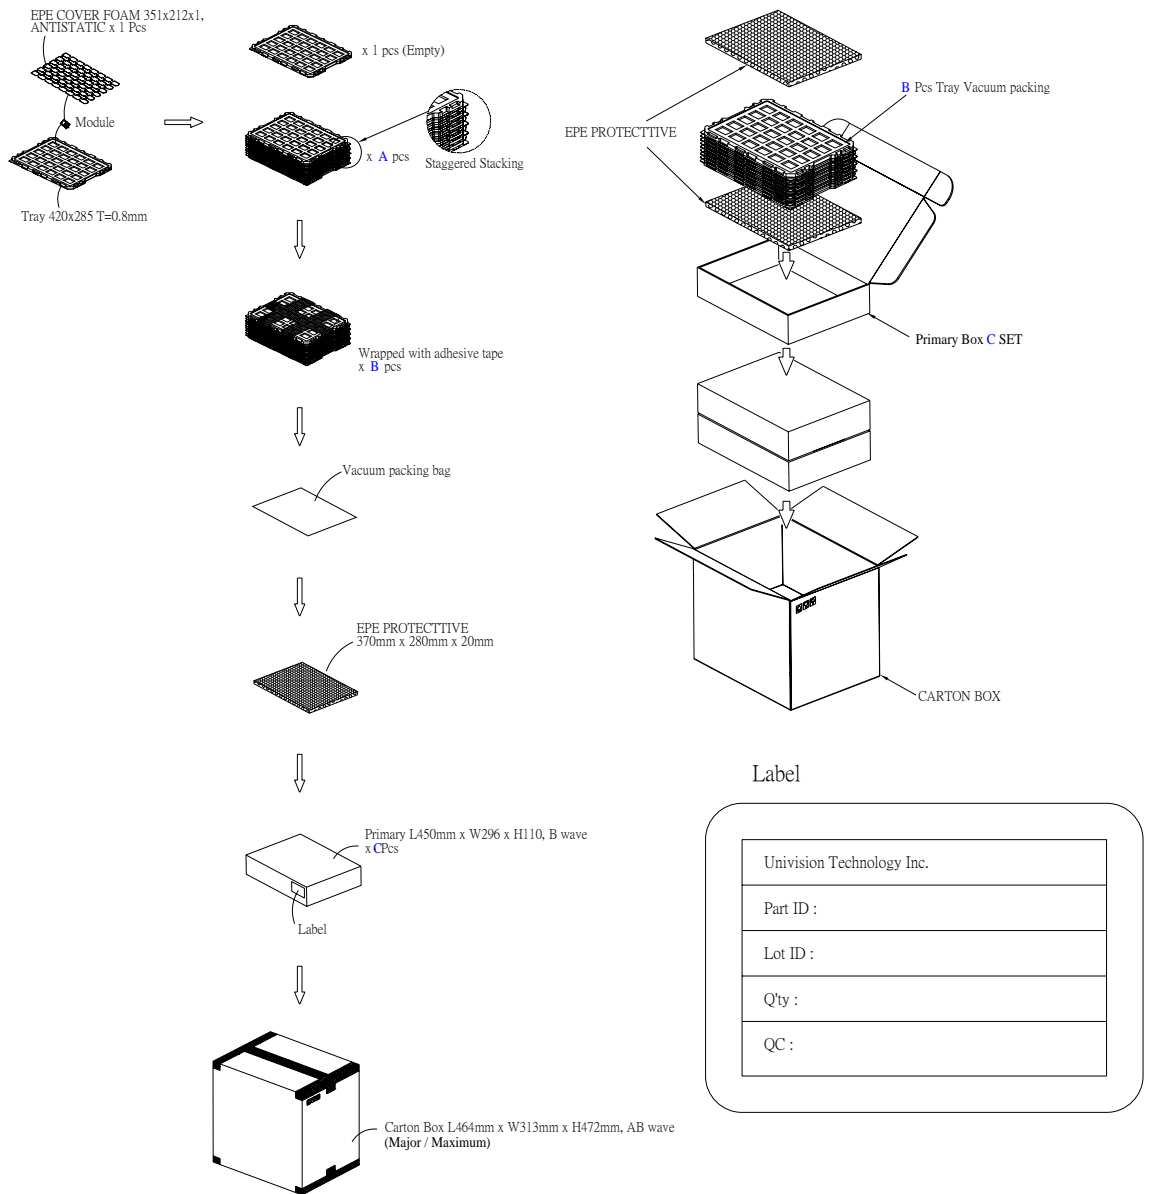 EPE COVER FOAM 351x212x1,
ANTISTATIC x 1 Pcs
Module
Tray 420x285 T=0.8mm
x 1 pcs (Empty)
x A pcs
Staggered Stacking
Wrapped with adhesive tape
x B pcs
Vacuum packing bag
EPE PROTECTTIVE
370mm x 280mm x 20mm
Primary L450mm x W296 x H110, B wave
x CPcs
Label
Carton Box L464mm x W313mm x H472mm, AB wave
(Major / Maximum)
B Pcs Tray Vacuum packing
EPE PROTECTTIVE
Primary Box C SET
CARTON BOX
Label
Univision Technology Inc.
Part ID :
Lot ID :
Q'ty :
QC :